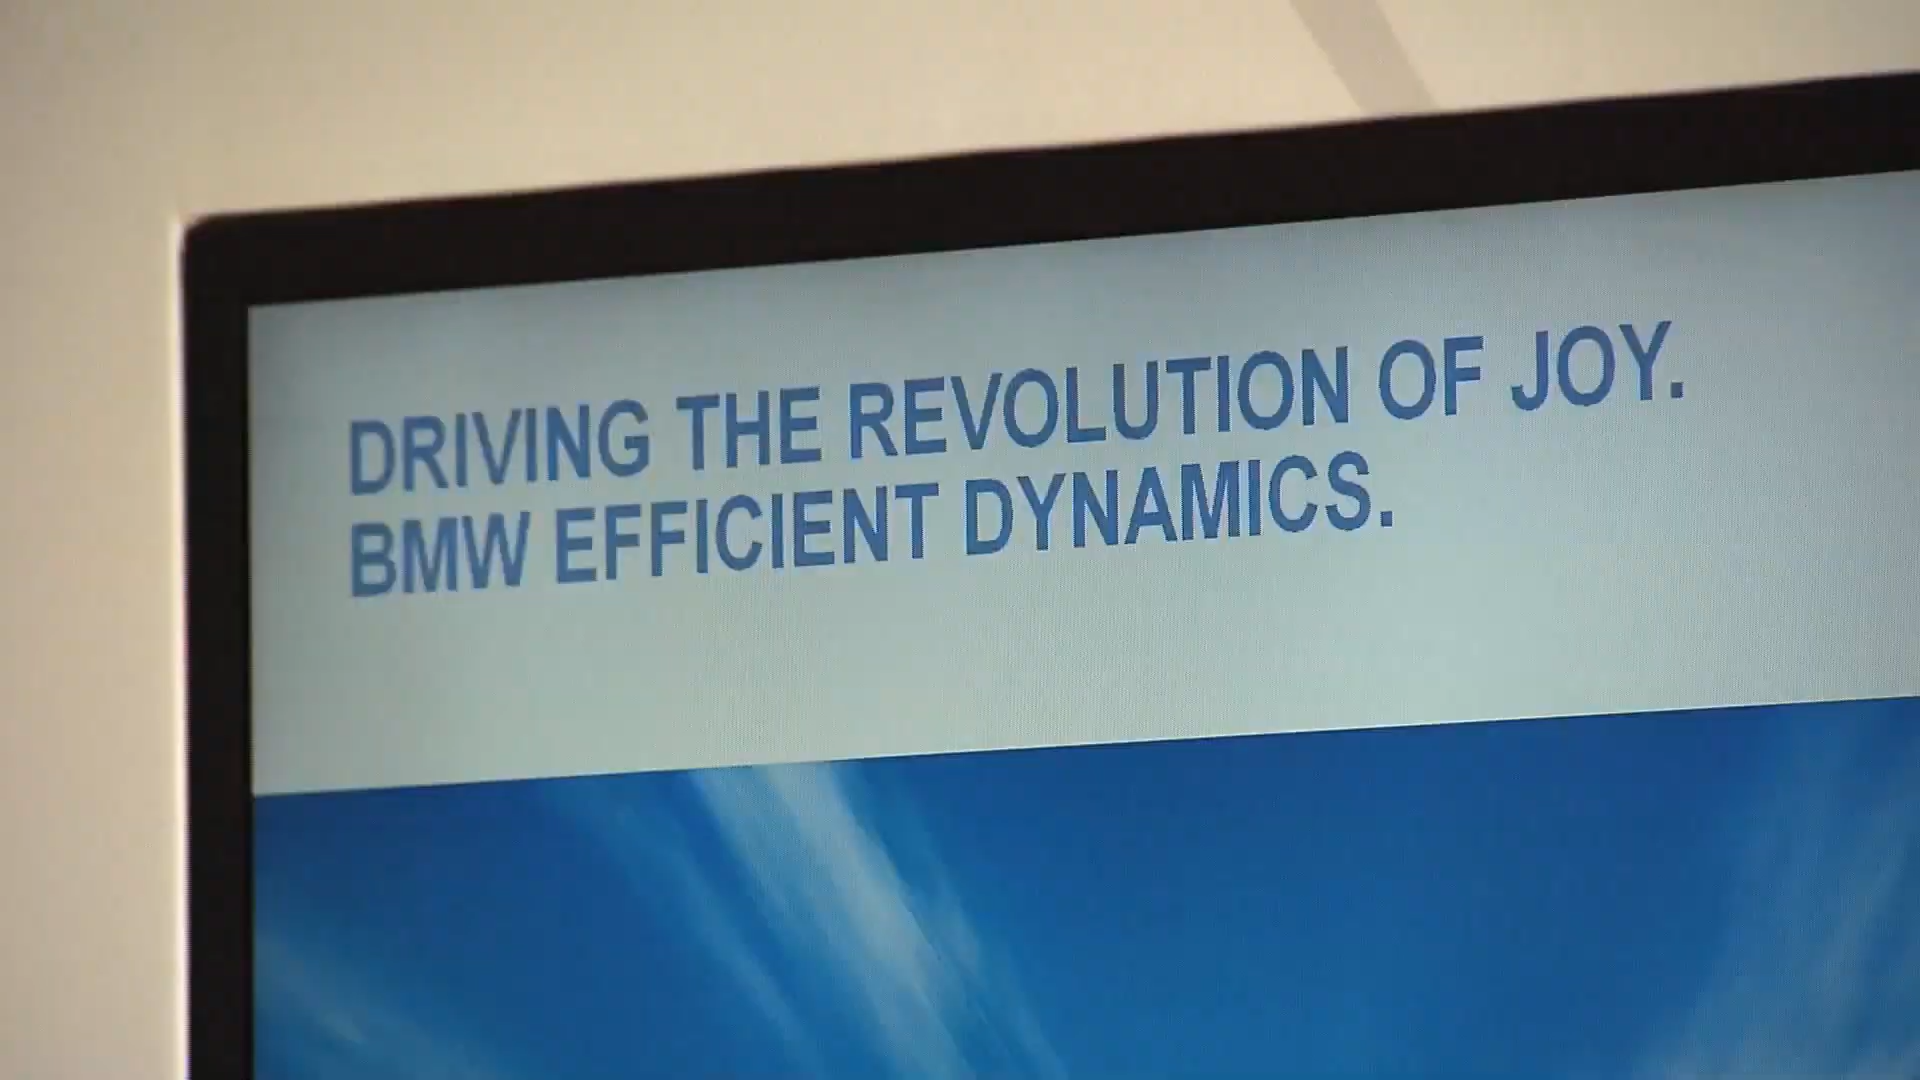 DRIVING THE REVOLUTION OF JOY.
BMW EFFICIENT DYNAMICS.